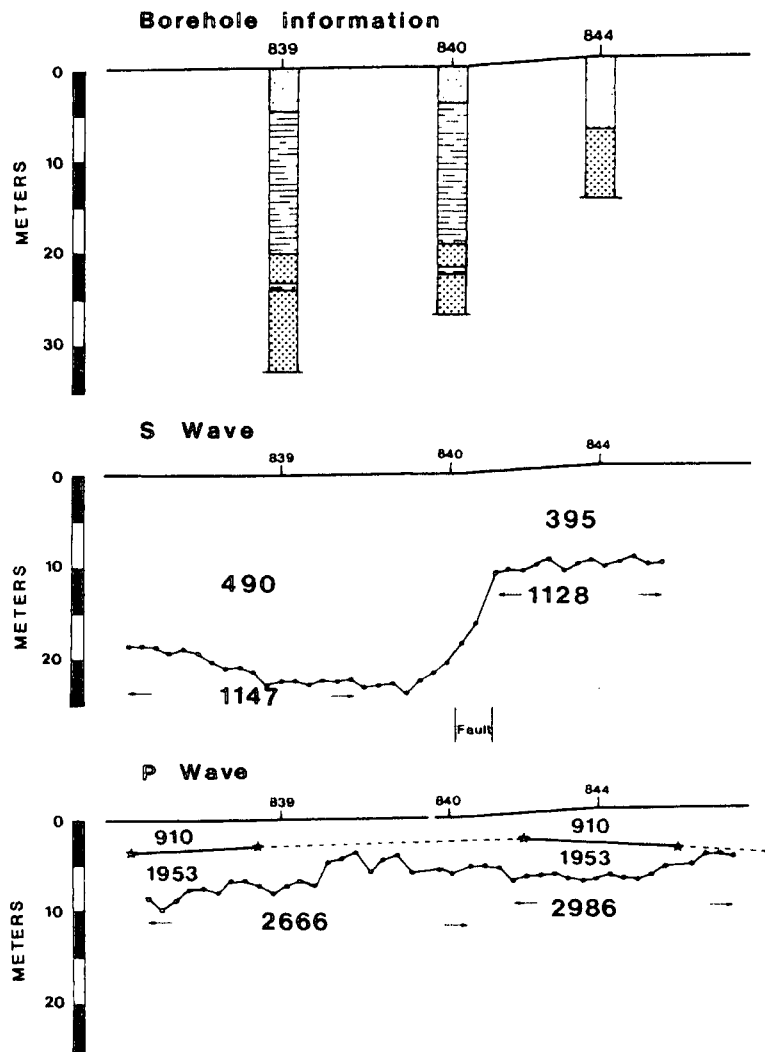 Borehole information
839 840 844
0
10
20
30
METERS
S Wave
839 840 844
0
10
20
METERS
395
490
1128
1147
Fault
P Wave
839 840 844
0
10
20
METERS
910 910
1953 1953
2666 2986